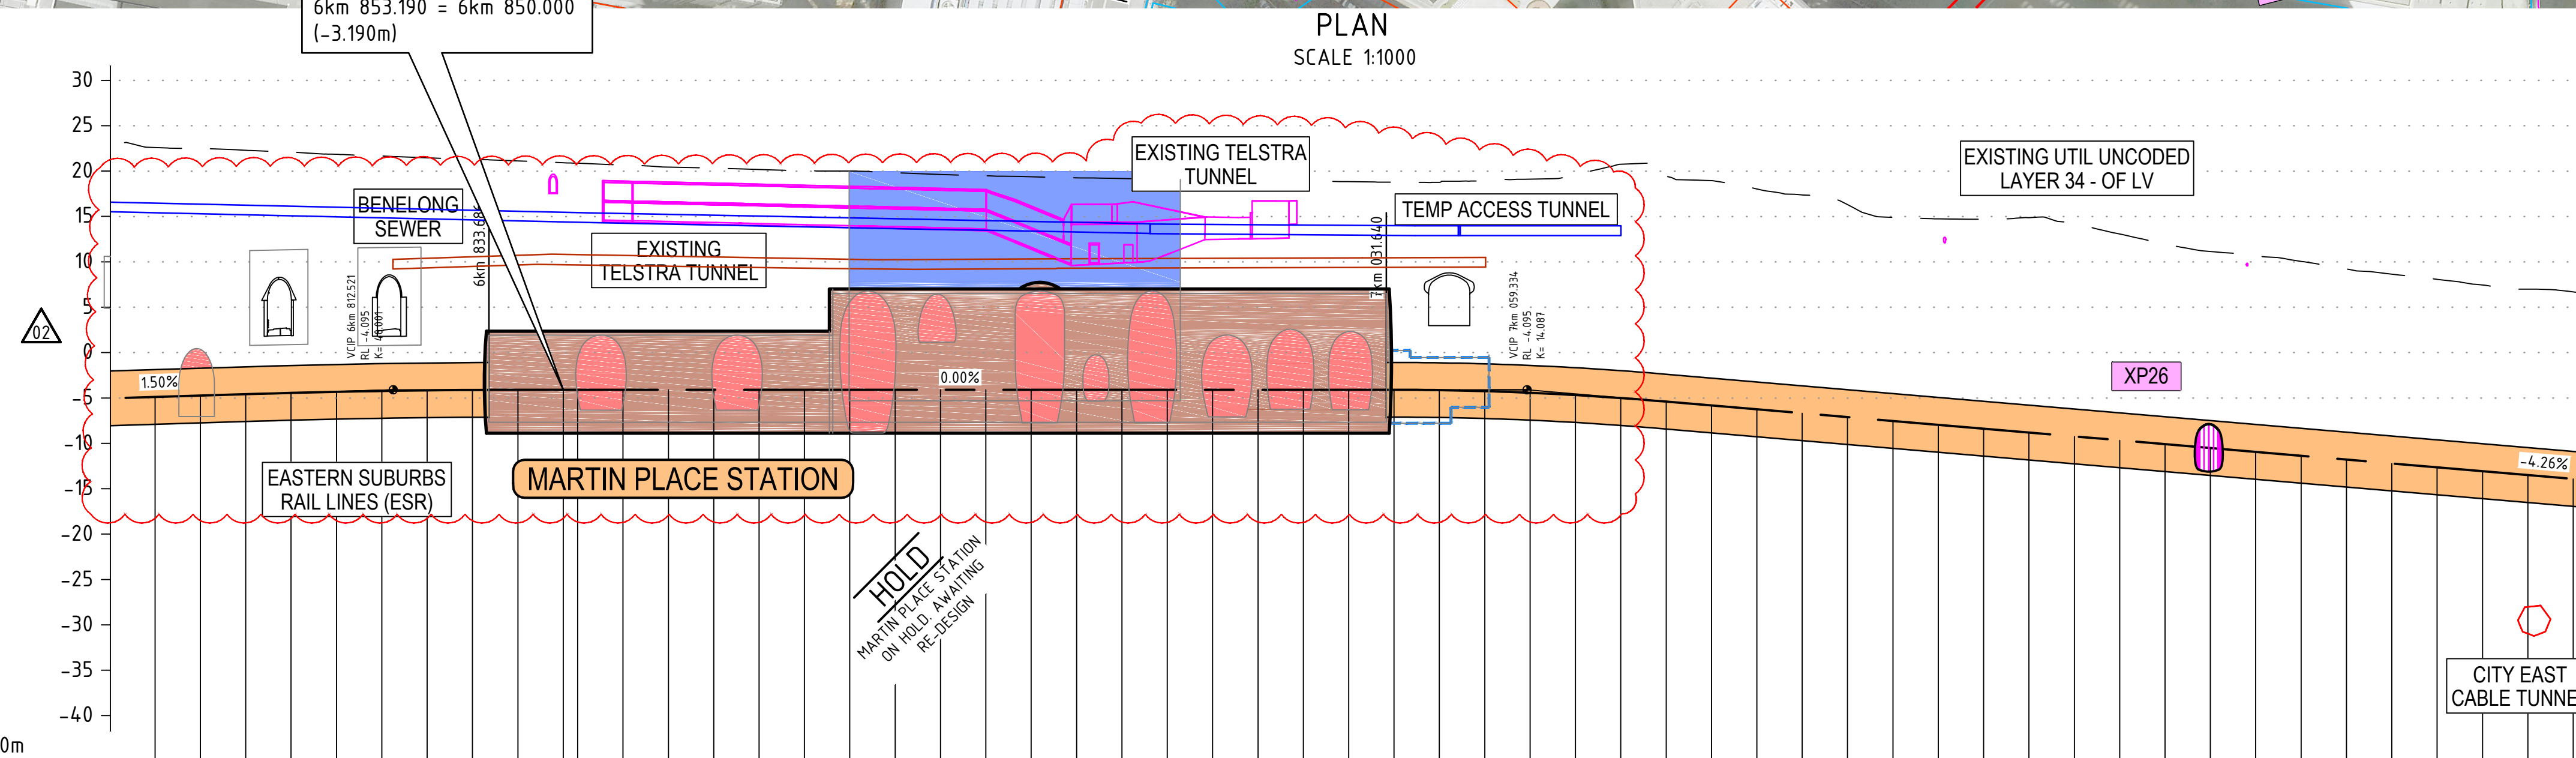 6km 853.190 = 6km 850.000
(-3.190m)
PLAN
SCALE 1:1000
30
25
20
15
10
5
0
-5
-10
-15
-20
-25
-30
-35
-40
0m
02
BENELONG
SEWER
EXISTING
TELSTRA TUNNEL
EXISTING TELSTRA
TUNNEL
TEMP ACCESS TUNNEL
EXISTING UTIL UNCODED
LAYER 34 - OF LV
VCIP 6km 812.521
RL -4.095
6km 833.68
7km 031.640
VCIP 7km 059.334
RL -4.095
K= 14.087
1.50%
0.00%
-4.26%
XP26
EASTERN SUBURBS
RAIL LINES (ESR)
MARTIN PLACE STATION
HOLD
MARTIN PLACE STATION
ON HOLD. AWAITING
RE-DESIGN
CITY EAST
CABLE TUNNE